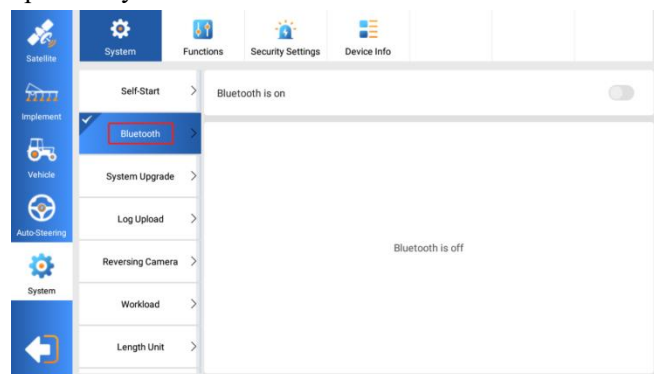 Satellite
Implement
Vehicle
Auto-Steering
System
System
Functions
Security Settings
Device Info
Self-Start
Bluetooth
System Upgrade
Log Upload
Reversing Camera
Workload
Length Unit
Bluetooth is on
Bluetooth is off